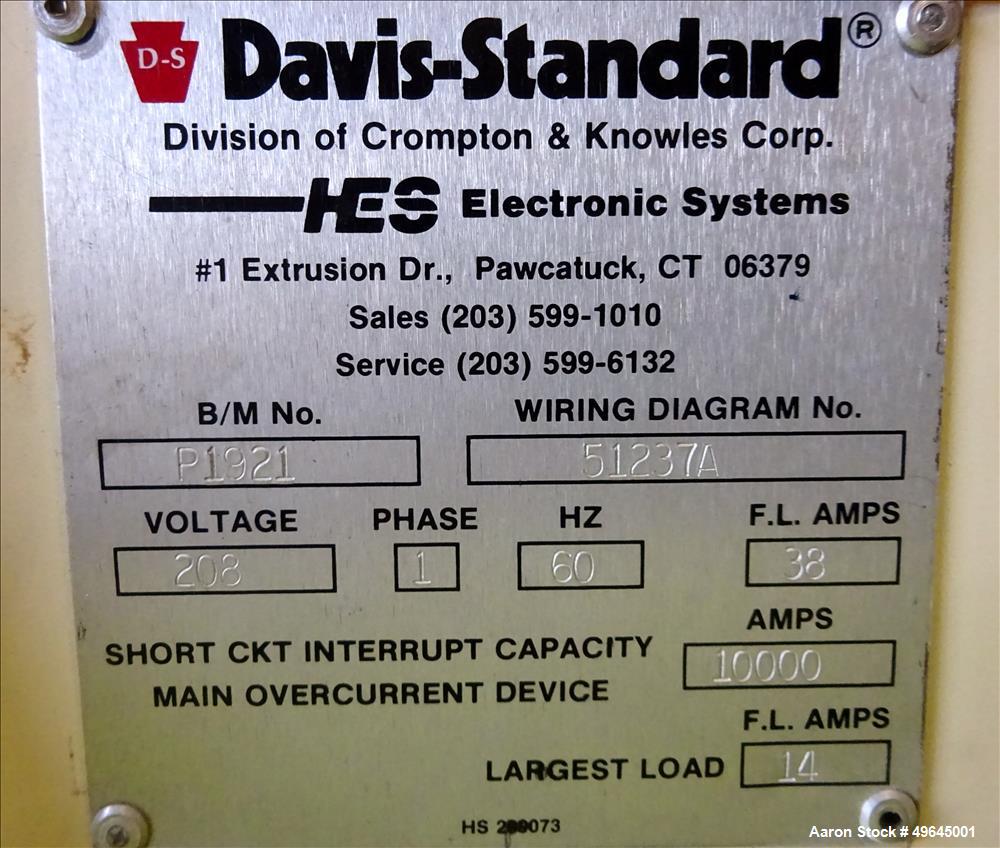 D-S Davis-Standard®
Division of Crompton & Knowles Corp.
HES Electronic Systems
#1 Extrusion Dr., Pawcatuck, CT 06379
Sales (203) 599-1010
Service (203) 599-6132
B/M No. WIRING DIAGRAM No.
P1921 51237A
VOLTAGE PHASE HZ F.L. AMPS
208 1 60 38
AMPS
SHORT CKT INTERRUPT CAPACITY 10000
MAIN OVERCURRENT DEVICE
F.L. AMPS
LARGEST LOAD 14
HS
Aaron Stock # 49645001